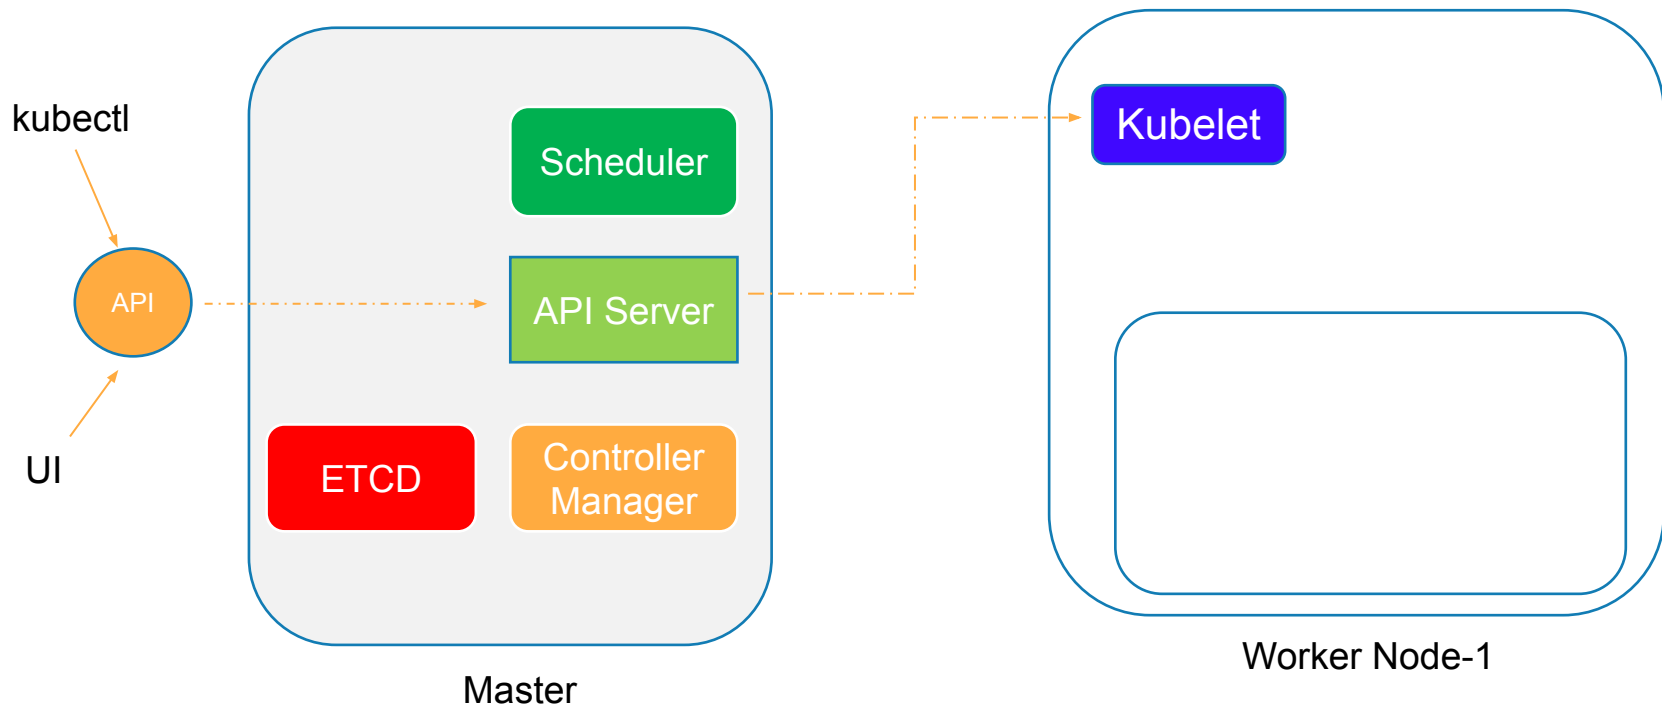 kubectl
API
UI
Scheduler
API Server
ETCD
Controller
Manager
Master
Kubelet
Worker Node-1